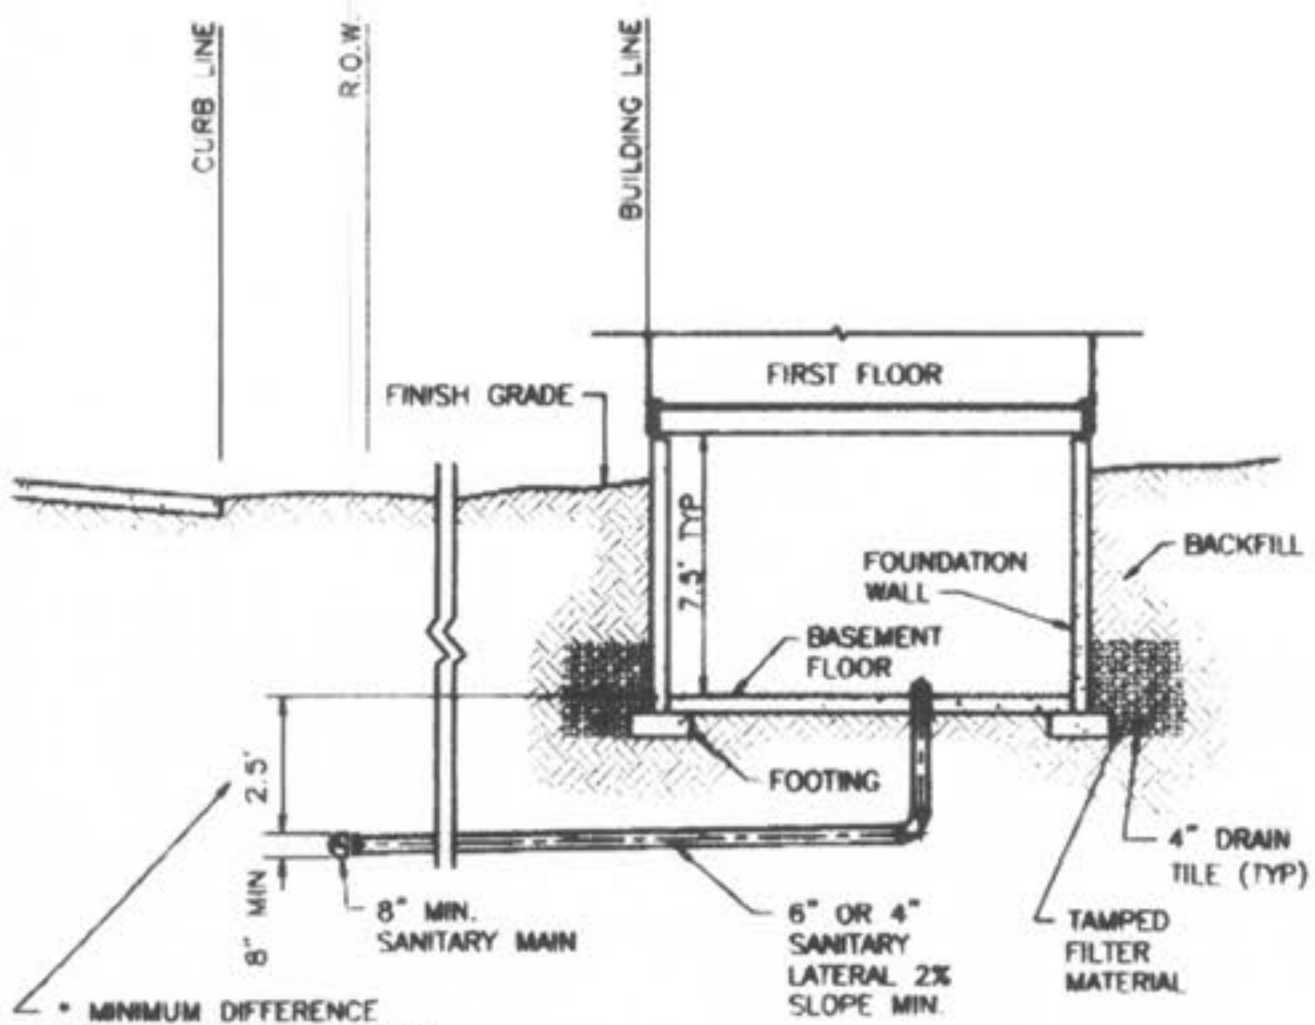 CURB LINE
R.O.W.
BUILDING LINE
FIRST FLOOR
FINISH GRADE
7.5' TYP
BACKFILL
FOUNDATION
WALL
BASEMENT
FLOOR
2.5'
FOOTING
4" DRAIN
TILE (TYP)
8" MIN
8" MIN.
SANITARY MAIN
6" OR 4"
SANITARY
LATERAL 2%
SLOPE MIN.
TAMPED
FILTER
MATERIAL
* MINIMUM DIFFERENCE